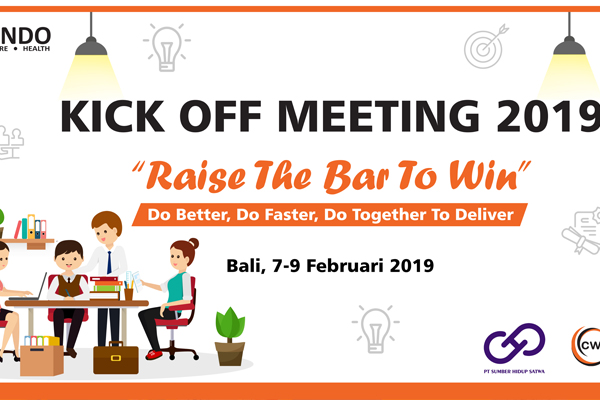 NDO
RE • HEALTH
KICK OFF MEETING 2019
“Raise The Bar To Win”
Do Better, Do Faster, Do Together To Deliver
Bali, 7-9 Februari 2019
PT SUMBER HIDUP SATWA
CW